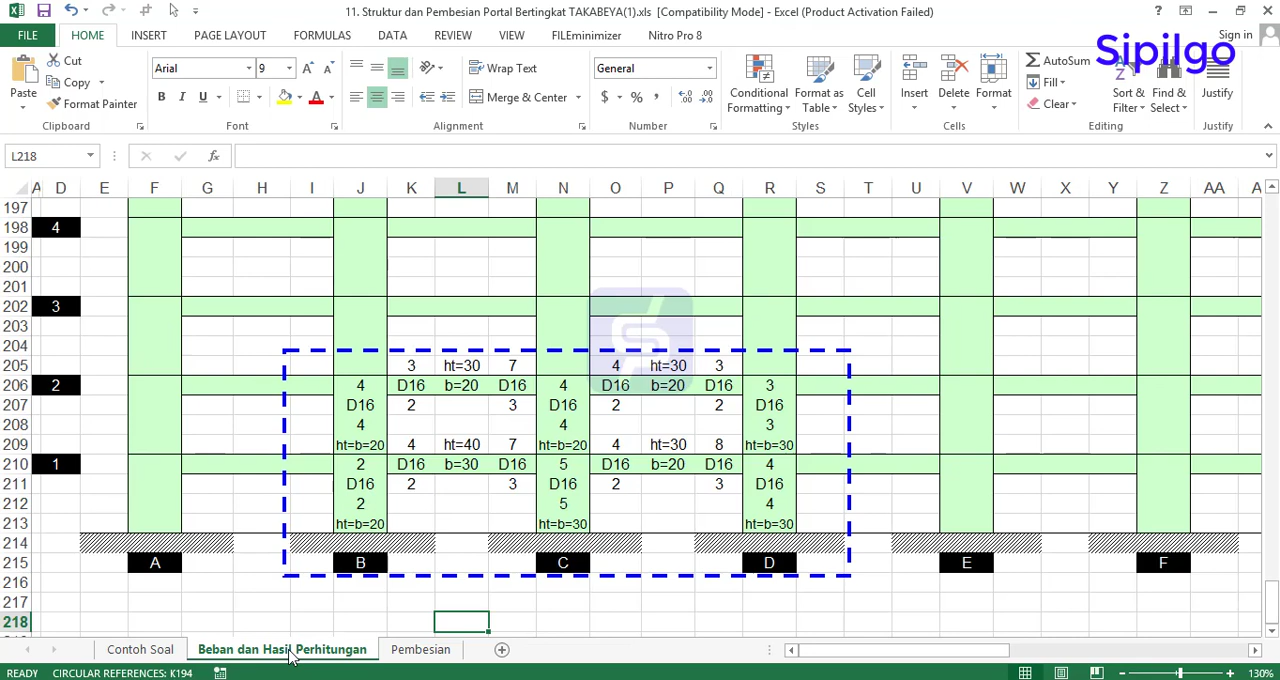 11. Struktur dan Pembesian Portal Bertingkat TAKABEYA(1).xls [Compatibility Mode] - Excel (Product Activation Failed)
FILE HOME INSERT PAGE LAYOUT FORMULAS DATA REVIEW VIEW FILEminimizer Nitro Pro 8 Sign in
Sipilgo
Paste
Cut
Copy
Format Painter
Clipboard
Arial 9
B I U
Font
Wrap Text
Merge & Center
Alignment
General
$ % ,
Number
Conditional Formatting
Format as Table
Cell Styles
Styles
Insert Delete Format
Cells
AutoSum
Fill
Clear
Sort & Filter
Find & Select
Editing
Justify
Justify
L218 fx
A D E F G H I J K L M N O P Q R S T U V W X Y Z AA A
197
198 4
199
200
201
202 3
203
204
205 3 ht=30 7 4 ht=30 3
206 2 4 D16 b=20 D16 4 D16 b=20 D16 3
207 D16 2 3 D16 2 2 D16
208 4 4 3
209 ht=b=20 4 ht=40 7 ht=b=20 4 ht=30 8 ht=b=30
210 1 2 D16 b=30 D16 5 D16 b=20 D16 4
211 D16 2 3 D16 2 3 D16
212 2 5 4
213 ht=b=20 ht=b=30 ht=b=30
214
215 A B C D E F
216
217
218
Contoh Soal Beban dan Hasil Perhitungan Pembesian
READY CIRCULAR REFERENCES: K194 130%